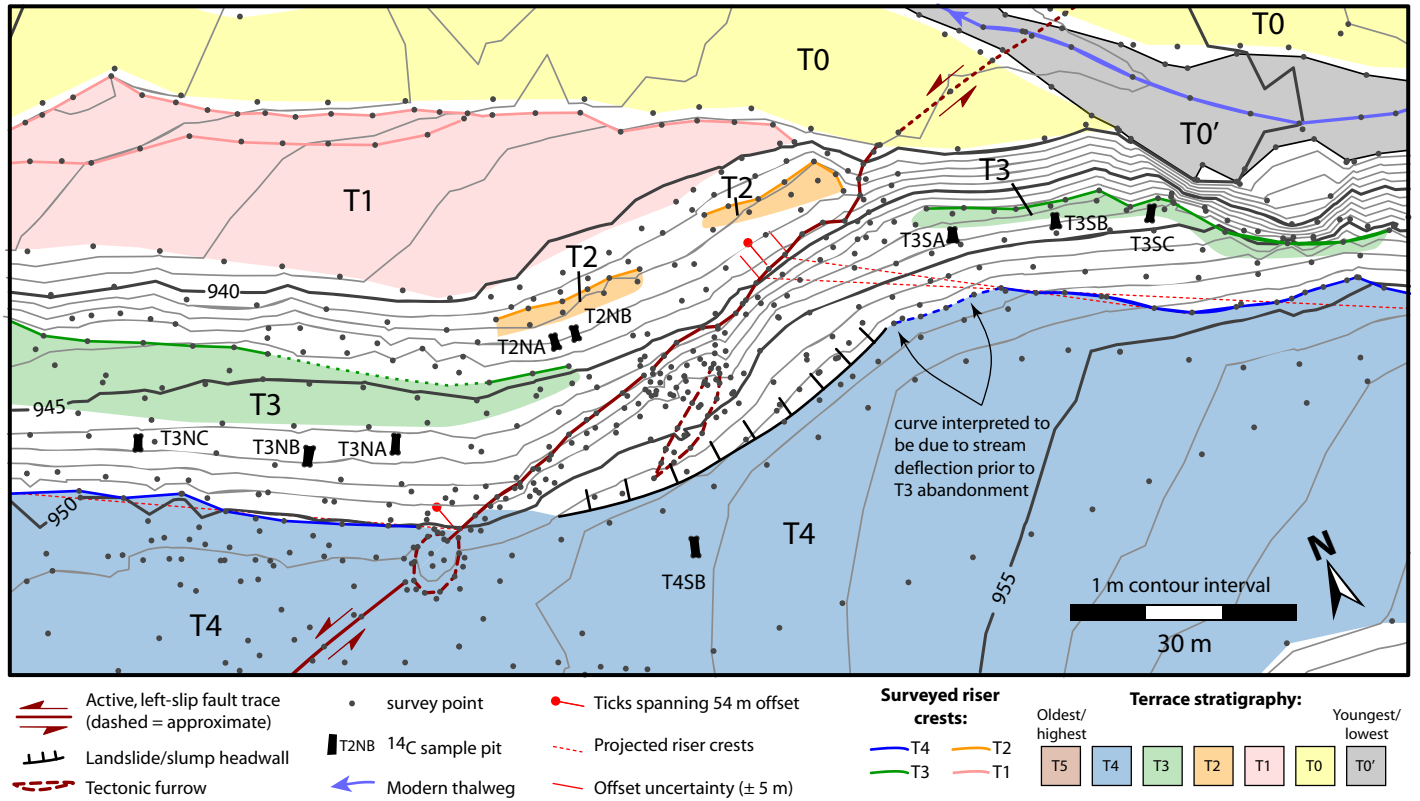 T0
T0
T0'
T1
T2
T3
T2
T3SA
T3SB
T3SC
940
T2NB
T2NA
945
T3
T3NC
T3NB
T3NA
curve interpreted to
be due to stream
deflection prior to
T3 abandonment
950
T4
T4SB
955
N
1 m contour interval
30 m
T4
Active, left-slip fault trace
(dashed = approximate)
Landslide/slump headwall
Tectonic furrow
survey point
T2NB
14C sample pit
Modern thalweg
Ticks spanning 54 m offset
Projected riser crests
Offset uncertainty (± 5 m)
Surveyed riser
crests:
T4 T2
T3 T1
Terrace stratigraphy:
Oldest/ Youngest/
highest lowest
T5 T4 T3 T2 T1 T0 T0'